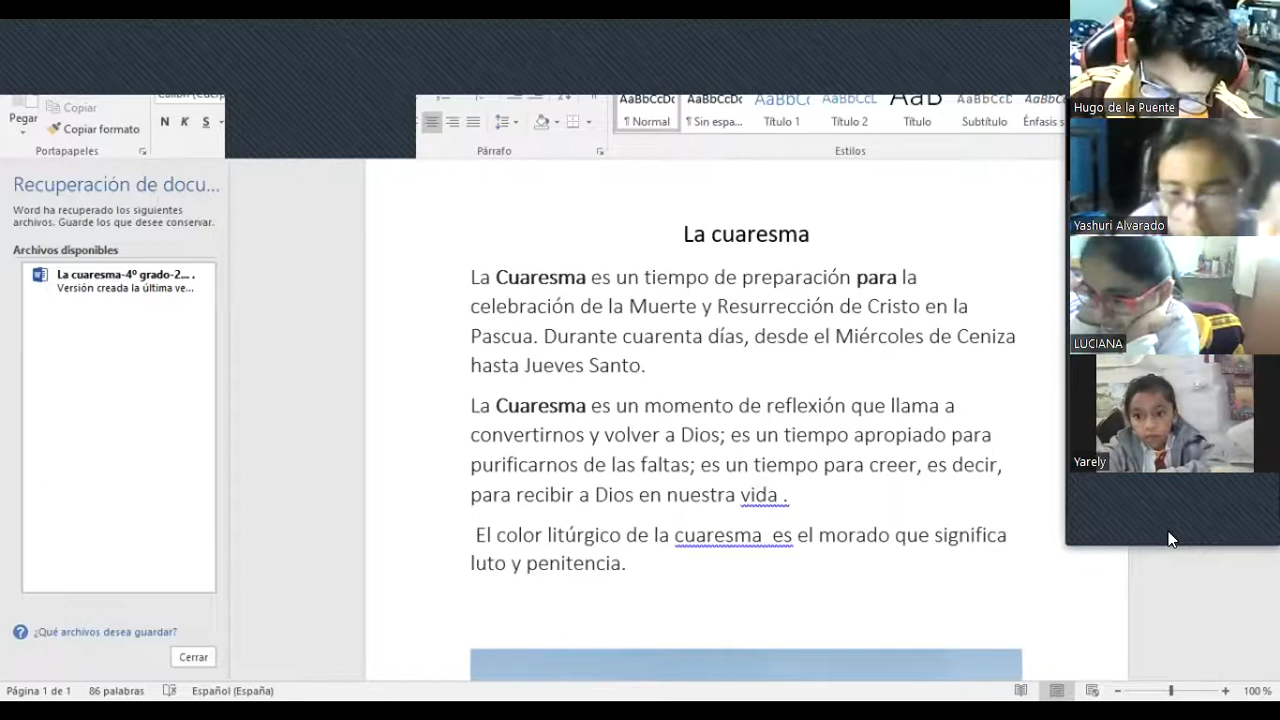 Copiar
Calibri (Cuerp
Pegar
Copiar formato
N K S
Portapapeles
Párrafo
AaBbCcDc AaBbCcDc AaBbCc AaBbCcL AaB AaBbCcD AaBbCcDc
¶ Normal ¶ Sin espa... Título 1 Título 2 Título Subtítulo Énfasis s
Estilos
Recuperación de docu...
Word ha recuperado los siguientes
archivos. Guarde los que desee conservar.
Archivos disponibles
La cuaresma-4º grado-2... .
Versión creada la última ve...
¿Qué archivos desea guardar?
Cerrar
La cuaresma
La Cuaresma es un tiempo de preparación para la
celebración de la Muerte y Resurrección de Cristo en la
Pascua. Durante cuarenta días, desde el Miércoles de Ceniza
hasta Jueves Santo.
La Cuaresma es un momento de reflexión que llama a
convertirnos y volver a Dios; es un tiempo apropiado para
purificarnos de las faltas; es un tiempo para creer, es decir,
para recibir a Dios en nuestra vida .
El color litúrgico de la cuaresma es el morado que significa
luto y penitencia.
Hugo de la Puente
Yashuri Alvarado
LUCIANA
Yarely
Página 1 de 1 86 palabras Español (España) 100 %